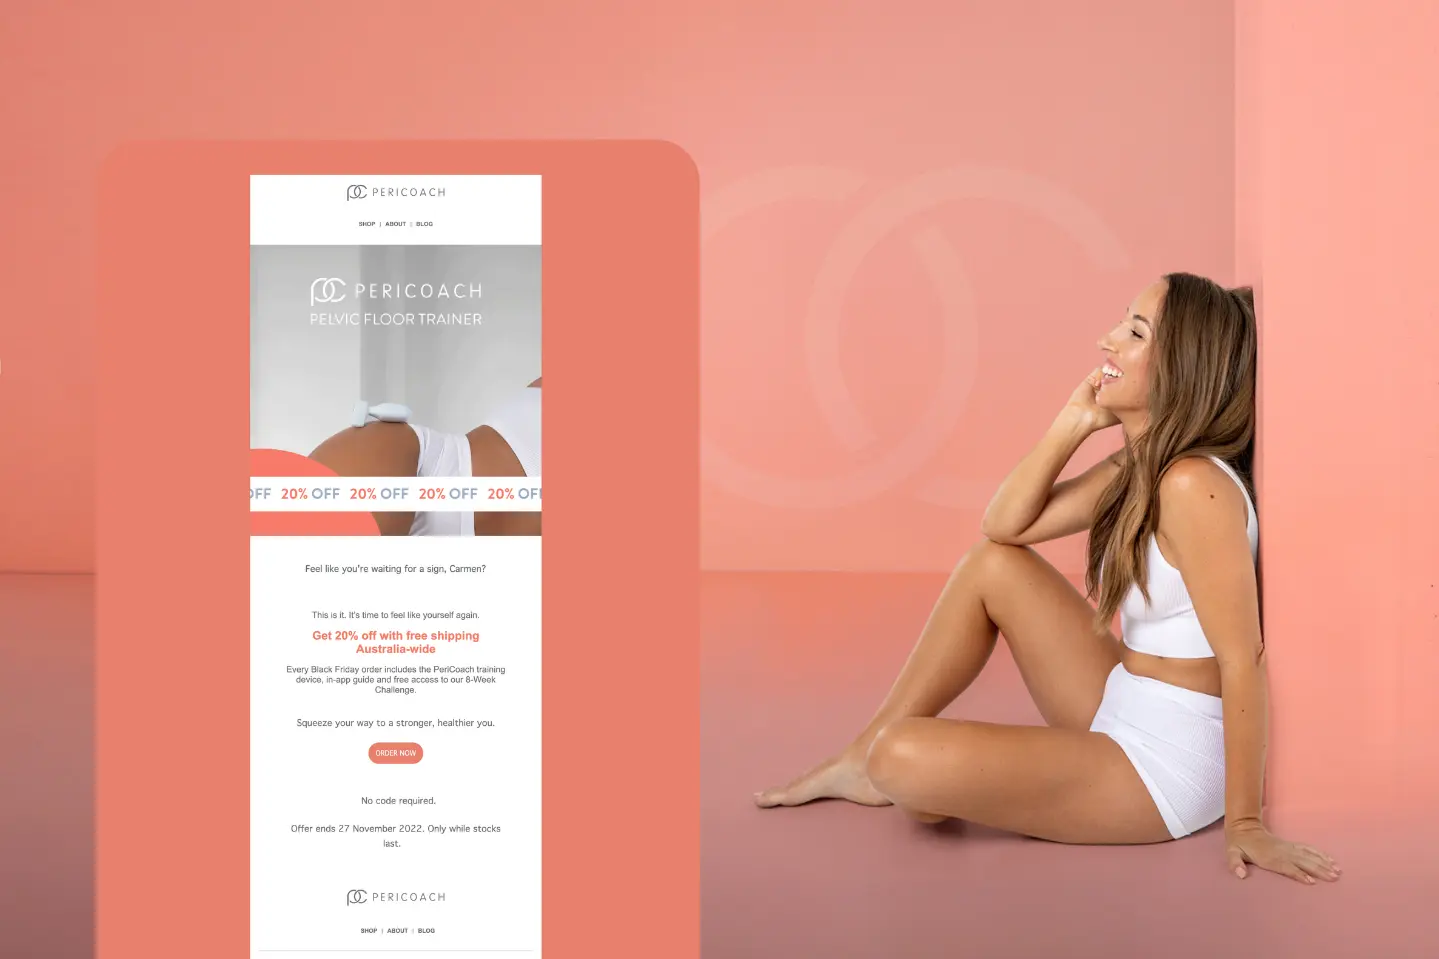 PERICOACH
SHOP | ABOUT | BLOG
PERICOACH
PELVIC FLOOR TRAINER
OFF 20% OFF 20% OFF 20% OFF 20% OFF
Feel like you're waiting for a sign, Carmen?
This is it. It's time to feel like yourself again.
Get 20% off with free shipping
Australia-wide
Every Black Friday order includes the PeriCoach training
device, in-app guide and free access to our 8-Week
Challenge.
Squeeze your way to a stronger, healthier you.
ORDER NOW
No code required.
Offer ends 27 November 2022. Only while stocks
last.
PERICOACH
SHOP | ABOUT | BLOG